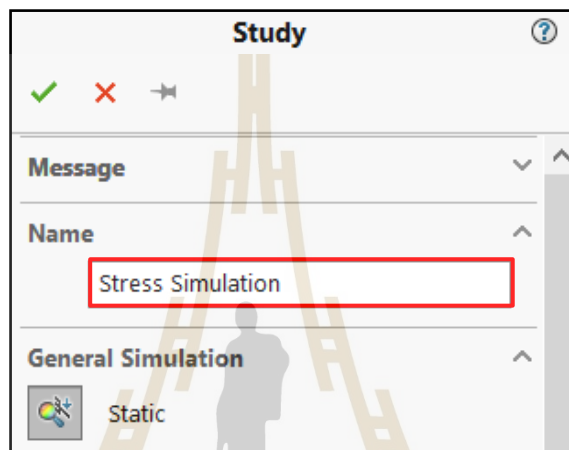 Study
Message
Name
Stress Simulation
General Simulation
Static